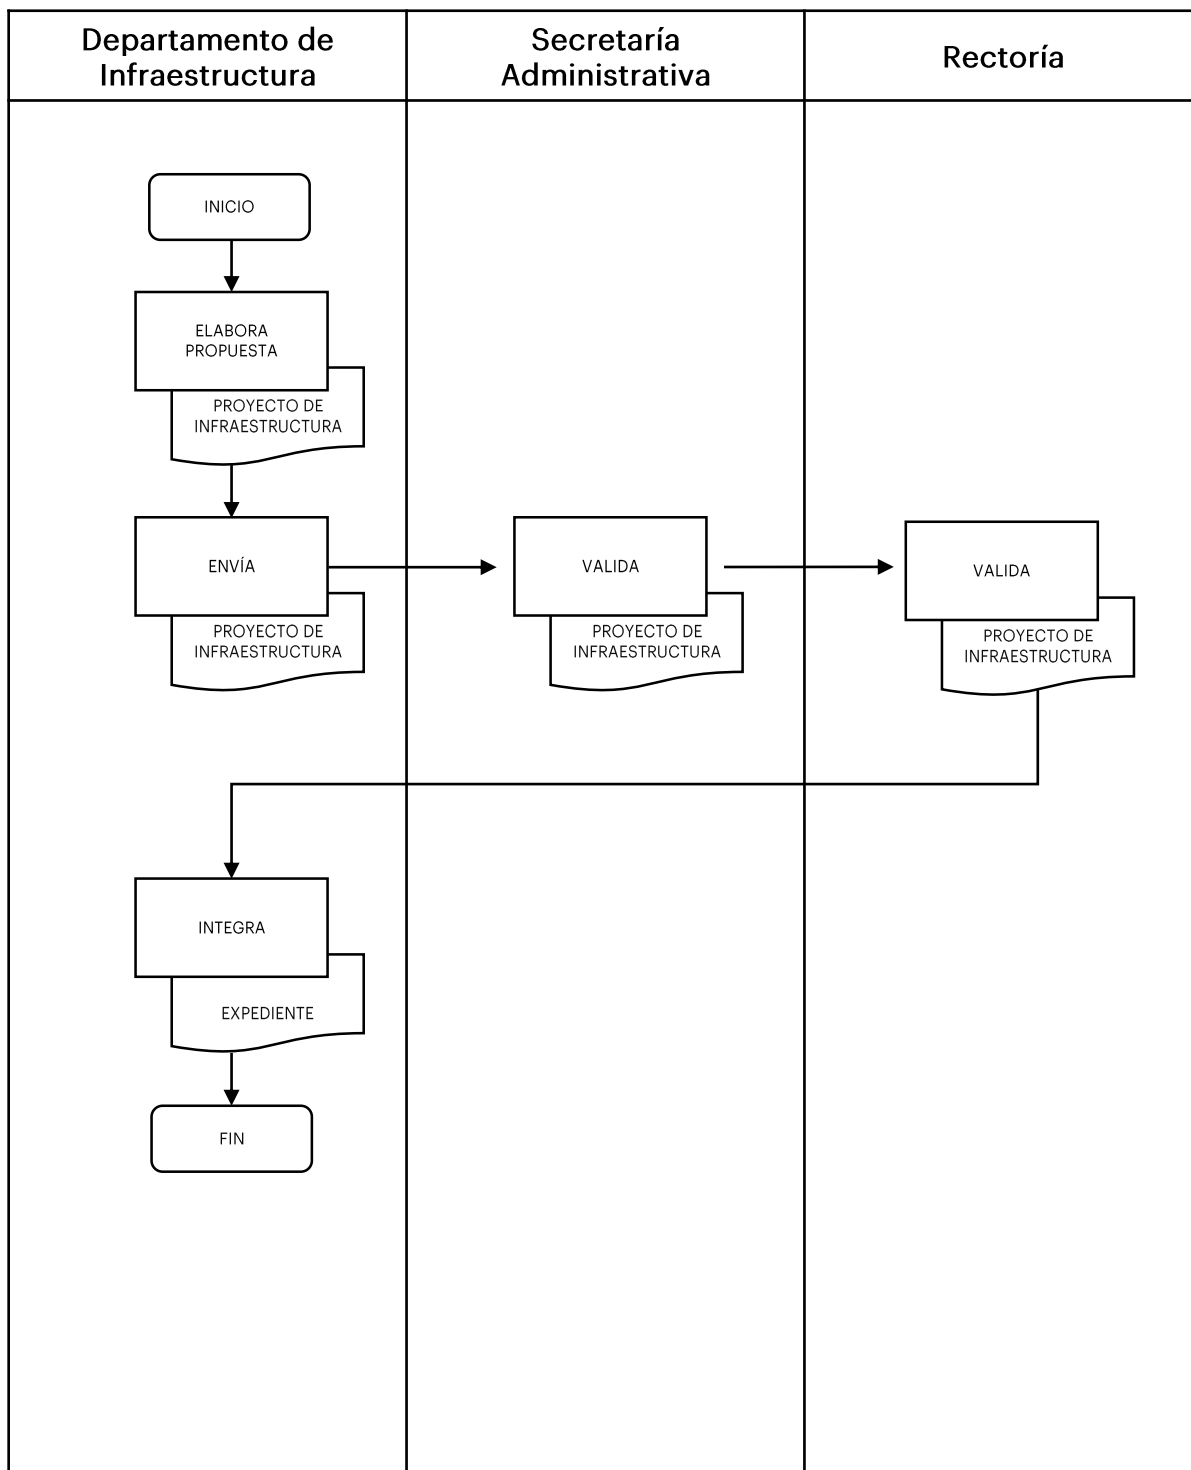 Departamento de
Infraestructura
Secretaría
Administrativa
Rectoría
INICIO
ELABORA
PROPUESTA
PROYECTO DE
INFRAESTRUCTURA
ENVÍA
PROYECTO DE
INFRAESTRUCTURA
VALIDA
PROYECTO DE
INFRAESTRUCTURA
VALIDA
PROYECTO DE
INFRAESTRUCTURA
INTEGRA
EXPEDIENTE
FIN